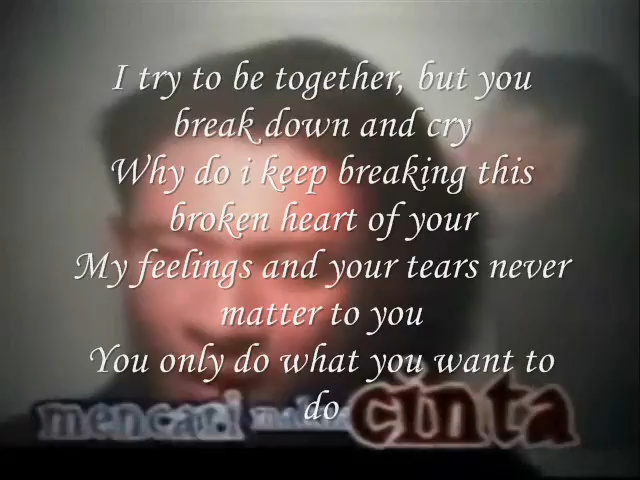 I try to be together, but you
break down and cry
Why do i keep breaking this
broken heart of your
My feelings and your tears never
matter to you
You only do what you want to
do
mencari cinta